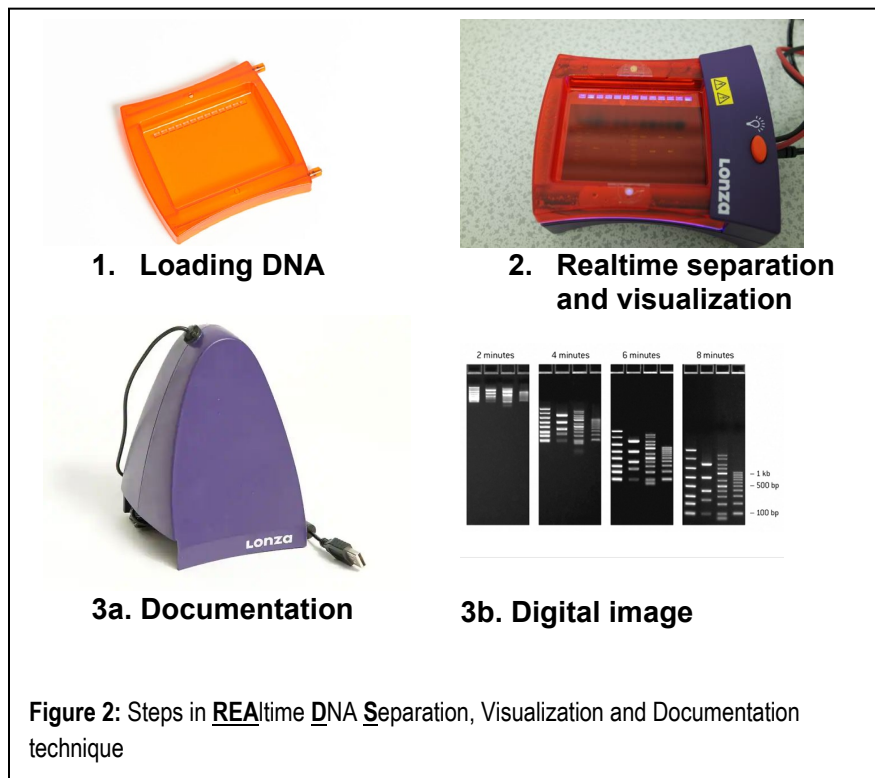 1. Loading DNA
LONZA
2. Realtime separation
and visualization
LONZA
3a. Documentation
2 minutes
4 minutes
6 minutes
8 minutes
– 1 kb
– 500 bp
– 100 bp
3b. Digital image
Figure 2: Steps in REAltime DNA Separation, Visualization and Documentation
technique